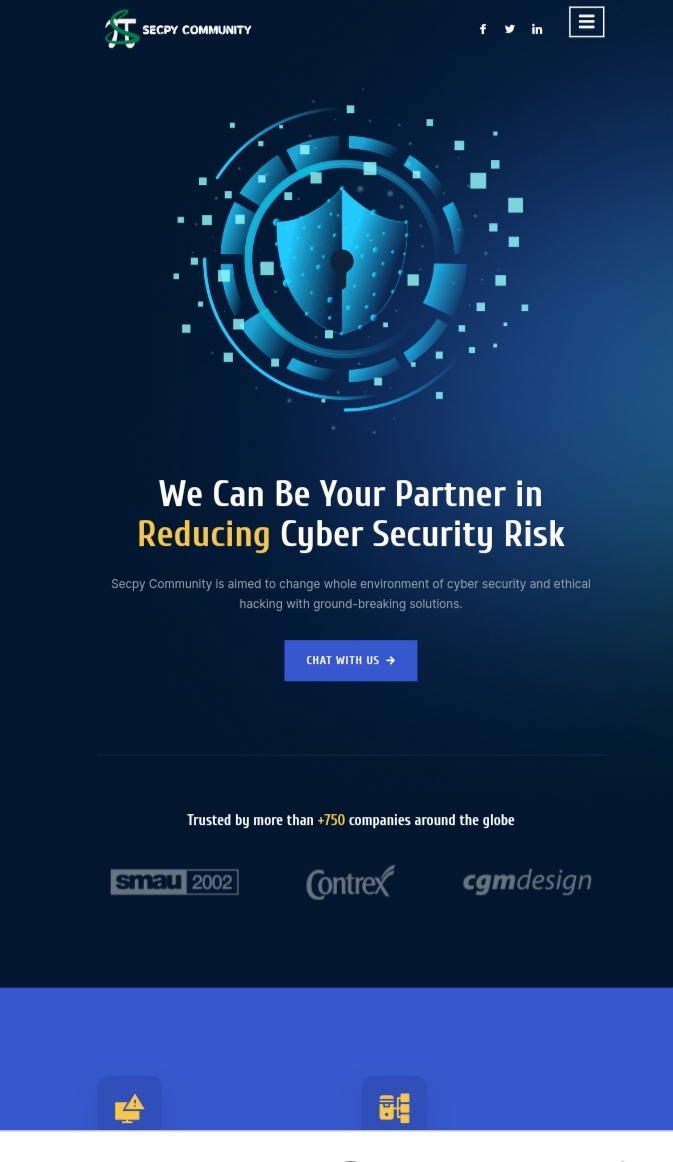 SECPY COMMUNITY
We Can Be Your Partner in
Reducing Cyber Security Risk
Secpy Community is aimed to change whole environment of cyber security and ethical
hacking with ground-breaking solutions.
CHAT WITH US →
Trusted by more than +750 companies around the globe
smau 2002
Contrex
cgmdesign